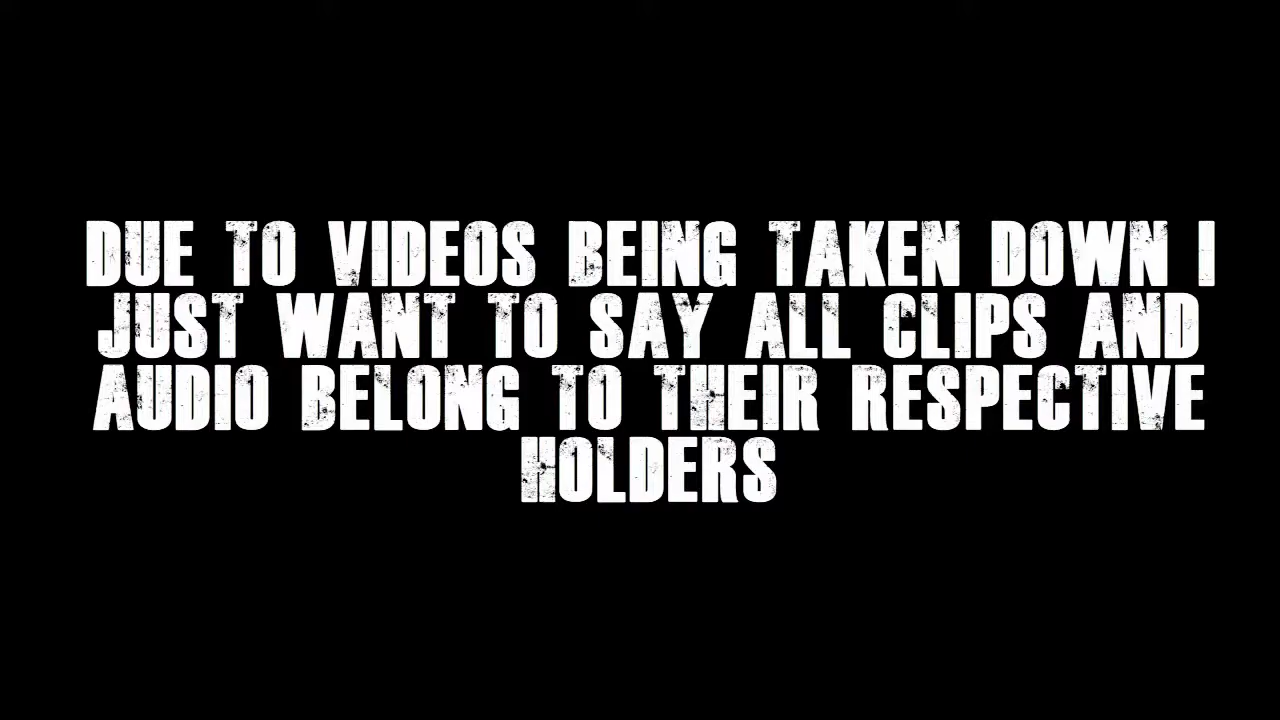 DUE TO VIDEOS BEING TAKEN DOWN I
JUST WANT TO SAY ALL CLIPS AND
AUDIO BELONG TO THEIR RESPECTIVE
HOLDERS